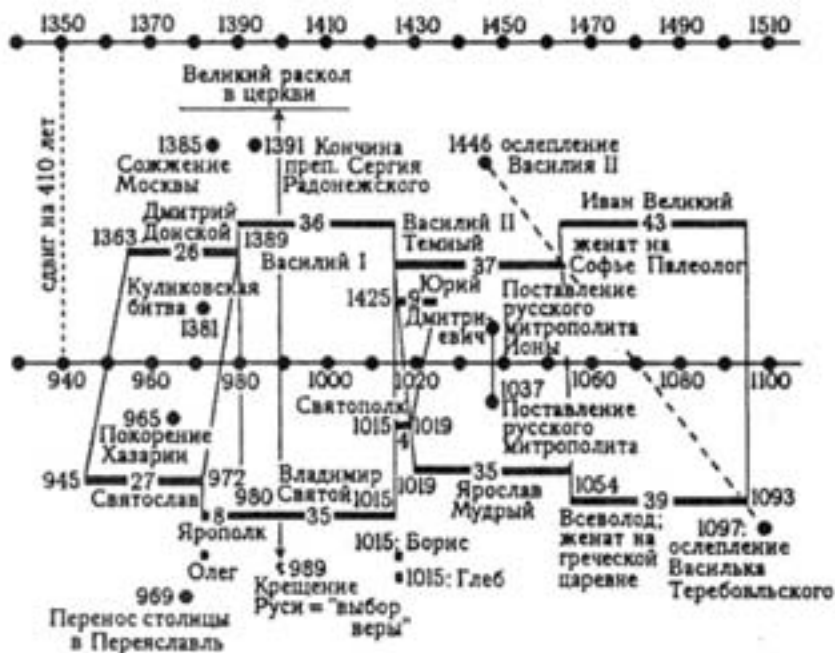 1350 1370 1390 1410 1430 1450 1470 1490 1510
сдвиг на 410 лет
Великий раскол
в церкви
1385
Сожжение
Москвы
1391 Кончина
преп. Сергия
Радонежского
1446 ослепление
Василия II
Дмитрий
Донской
1363
26
1389
36
Василий I
Василий II
Темный
37
Иван Великий
43
женат на
Софье Палеолог
Куликовская
битва
1381
1425
9
Юрий
Дмитри-
евич
Поставление
русского
митрополита
Ионы
940 960 980 1000 1020 1060 1080 1100
965
Покорение
Хазарии
Святополк
1015
1019
4
1037
Поставление
русского
митрополита
945
27
972
Святослав
980
Владимир
Святой
1015
8
35
Ярополк
Олег
1019
35
Ярослав
Мудрый
1054
39
1093
Всеволод;
женат на
греческой
царевне
1097:
ослепление
Василька
Теребовльского
1015: Борис
1015: Глеб
989
Крещение
Руси = "выбор
веры"
969
Перенос столицы
в Переяславль